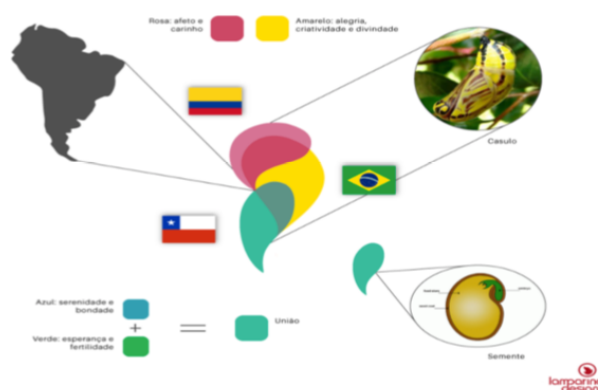 Rosa: afeto e
carinho
Amarelo: alegria,
criatividade e divindade
Casulo
Azul: serenidade e
bondade
+
Verde: esperança e
fertilidade
União
Semente
lamparina
design